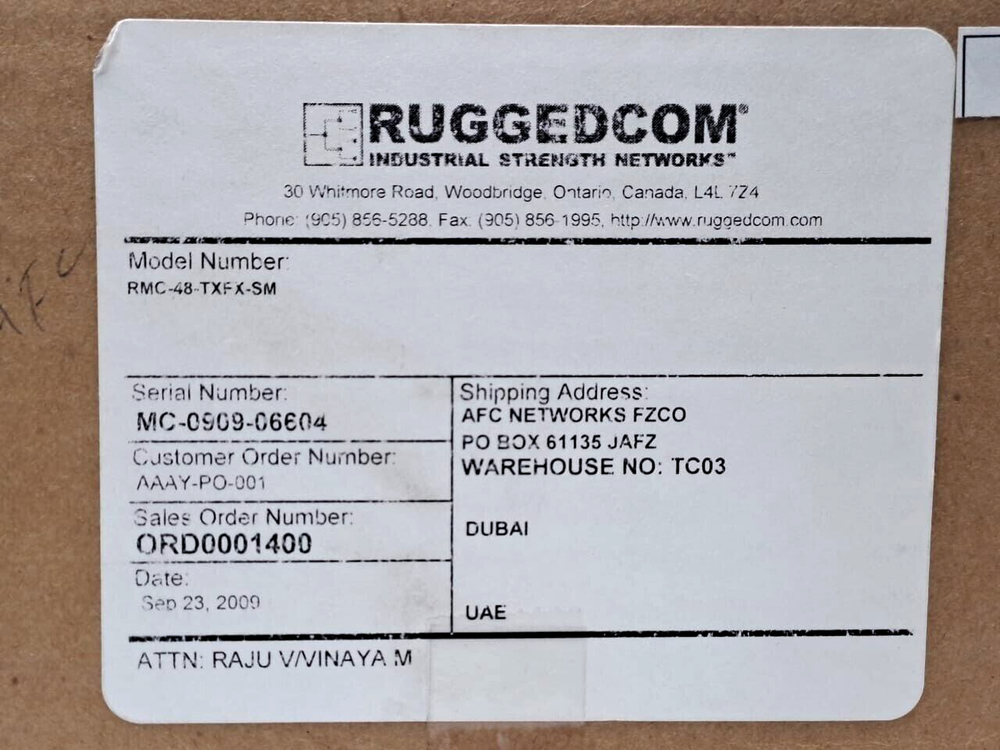 RUGGEDCOM®
INDUSTRIAL STRENGTH NETWORKS™
30 Whitmore Road, Woodbridge, Ontario, Canada, L4L 7Z4
Phone: (905) 856-5288, Fax: (905) 856-1995, http://www.ruggedcom.com
Model Number:
RMC-48-TXFX-SM
Serial Number:
MC-0909-06604
Customer Order Number:
AAAY-PO-001
Sales Order Number:
ORD0001400
Date:
Sep 23, 2009
Shipping Address:
AFC NETWORKS FZCO
PO BOX 61135 JAFZ
WAREHOUSE NO: TC03
DUBAI
UAE
ATTN: RAJU V/VINAYA M